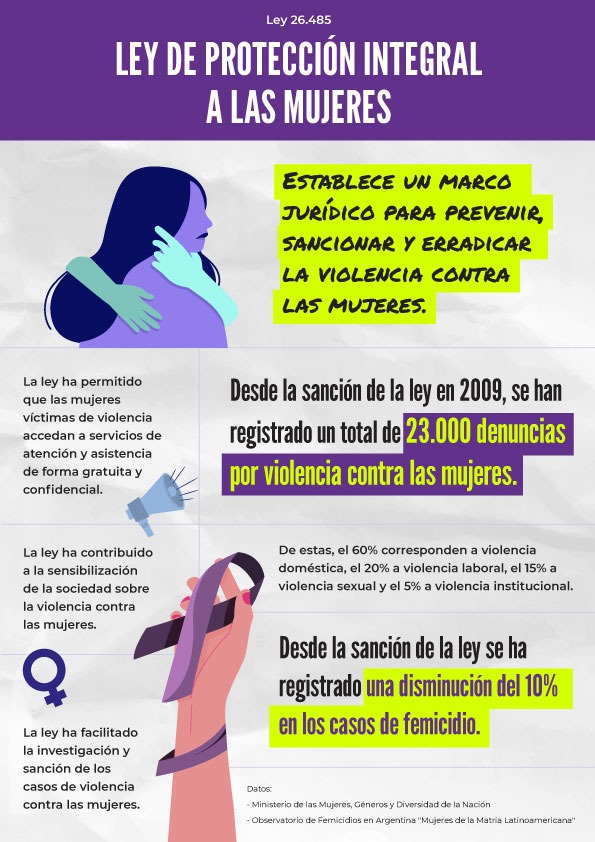 Ley 26.485
LEY DE PROTECCIÓN INTEGRAL
A LAS MUJERES
ESTABLECE UN MARCO
JURÍDICO PARA PREVENIR,
SANCIONAR Y ERRADICAR
LA VIOLENCIA CONTRA
LAS MUJERES.
La ley ha permitido
que las mujeres
víctimas de violencia
accedan a servicios de
atención y asistencia
de forma gratuita y
confidencial.
Desde la sanción de la ley en 2009, se han
registrado un total de 23.000 denuncias
por violencia contra las mujeres.
La ley ha contribuido
a la sensibilización
de la sociedad sobre
la violencia contra
las mujeres.
De estas, el 60% corresponden a violencia
doméstica, el 20% a violencia laboral, el 15% a
violencia sexual y el 5% a violencia institucional.
Desde la sanción de la ley se ha
registrado una disminución del 10%
en los casos de femicidio.
La ley ha facilitado
la investigación y
sanción de los
casos de violencia
contra las mujeres.
Datos:
- Ministerio de las Mujeres, Géneros y Diversidad de la Nación
- Observatorio de Femicidios en Argentina "Mujeres de la Matria Latinoamericana"